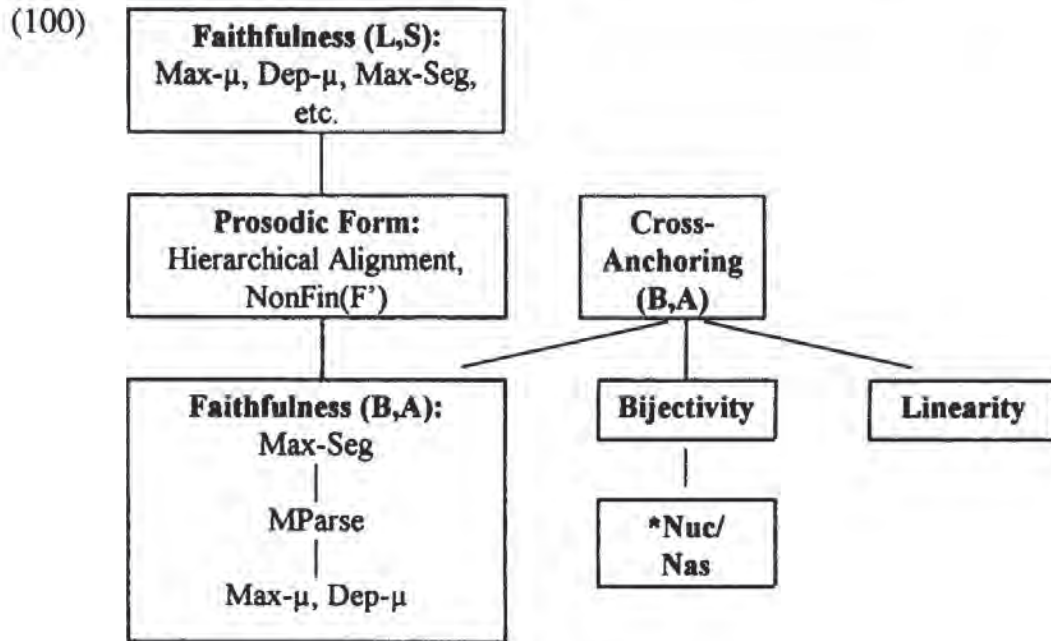 (100)
Faithfulness (L,S):
Max-μ, Dep-μ, Max-Seg,
etc.
Prosodic Form:
Hierarchical Alignment,
NonFin(F’)
Cross-
Anchoring
(B,A)
Faithfulness (B,A):
Max-Seg
MParse
Max-μ, Dep-μ
Bijectivity
*Nuc/
Nas
Linearity